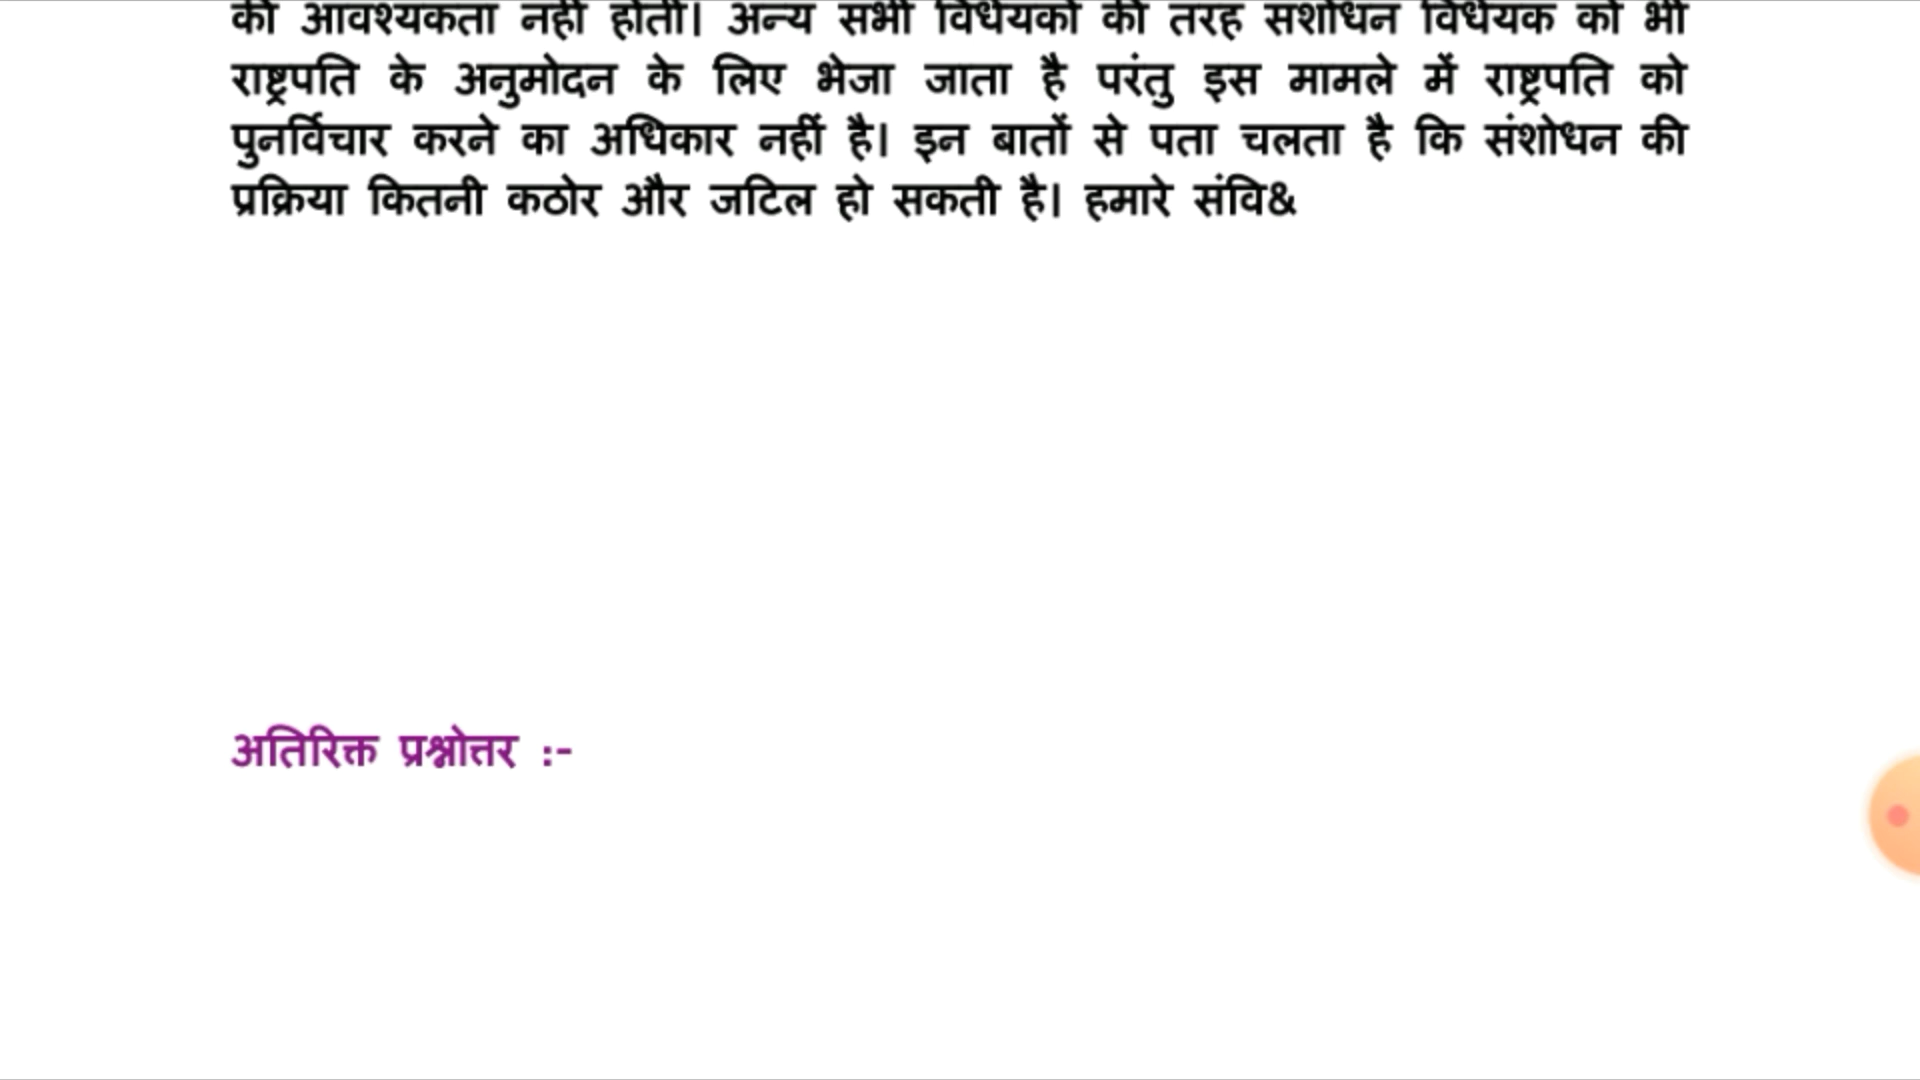 की आवश्यकता नहीं होती। अन्य सभी विधेयकों की तरह संशोधन विधेयक को भी
राष्ट्रपति के अनुमोदन के लिए भेजा जाता है परंतु इस मामले में राष्ट्रपति को
पुनर्विचार करने का अधिकार नहीं है। इन बातों से पता चलता है कि संशोधन की
प्रक्रिया कितनी कठोर और जटिल हो सकती है। हमारे संवि&
अतिरिक्त प्रश्नोत्तर :-